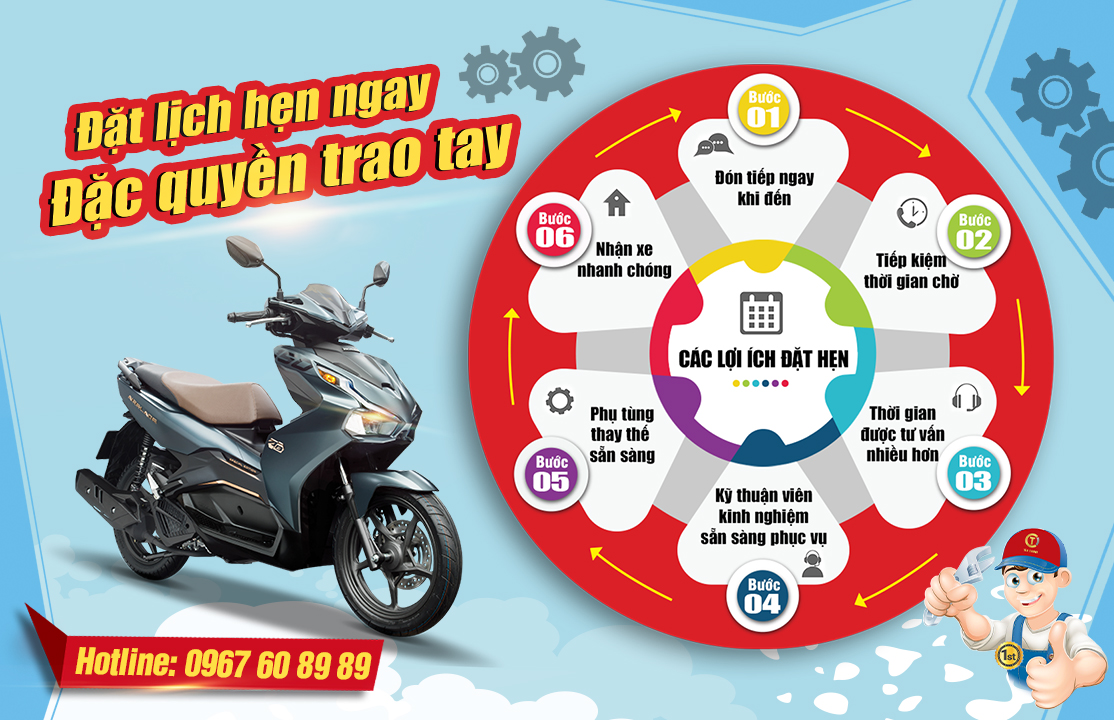 Đặt lịch hẹn ngay
Đặc quyền trao tay
Bước
01
Đón tiếp ngay
khi đến
Bước
02
Tiếp kiệm
thời gian chờ
Bước
03
Thời gian
được tư vấn
nhiều hơn
Bước
04
Kỹ thuận viên
kinh nghiệm
sẵn sàng phục vụ
Bước
05
Phụ tùng
thay thế
sẵn sàng
Bước
06
Nhận xe
nhanh chóng
CÁC LỢI ÍCH ĐẶT HẸN
Hotline: 0967 60 89 89
1st